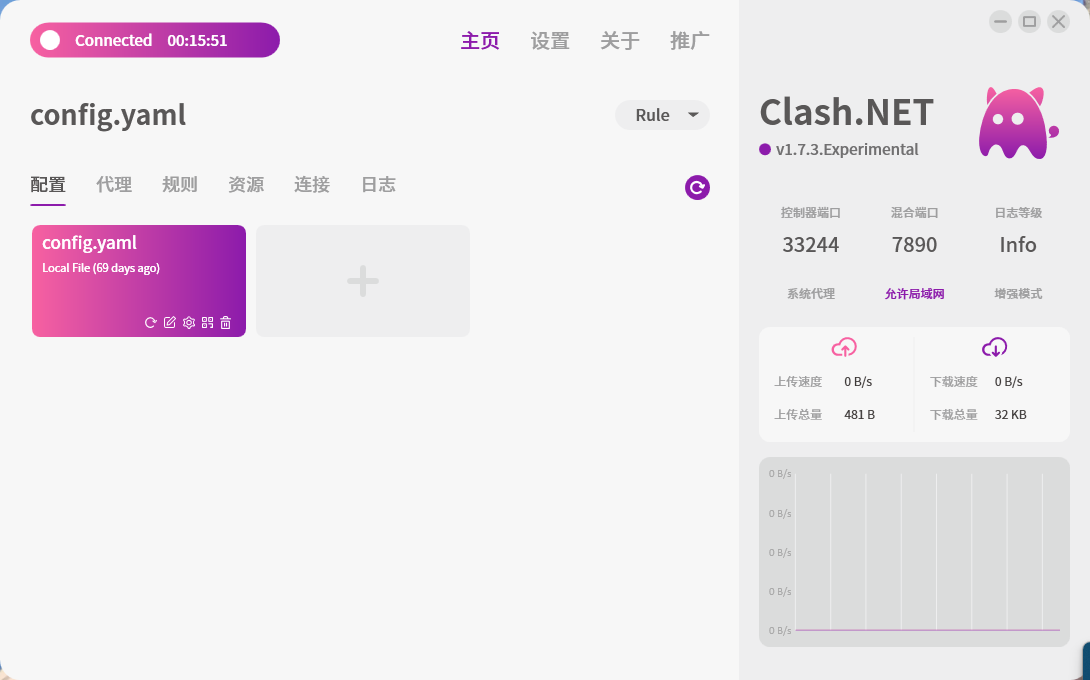 Connected 00:15:51
主页 设置 关于 推广
config.yaml
Rule
配置 代理 规则 资源 连接 日志
config.yaml
Local File (69 days ago)
Clash.NET
v1.7.3.Experimental
控制器端口 混合端口 日志等级
33244 7890 Info
系统代理 允许局域网 增强模式
上传速度 0 B/s 下载速度 0 B/s
上传总量 481 B 下载总量 32 KB
0 B/s
0 B/s
0 B/s
0 B/s
0 B/s